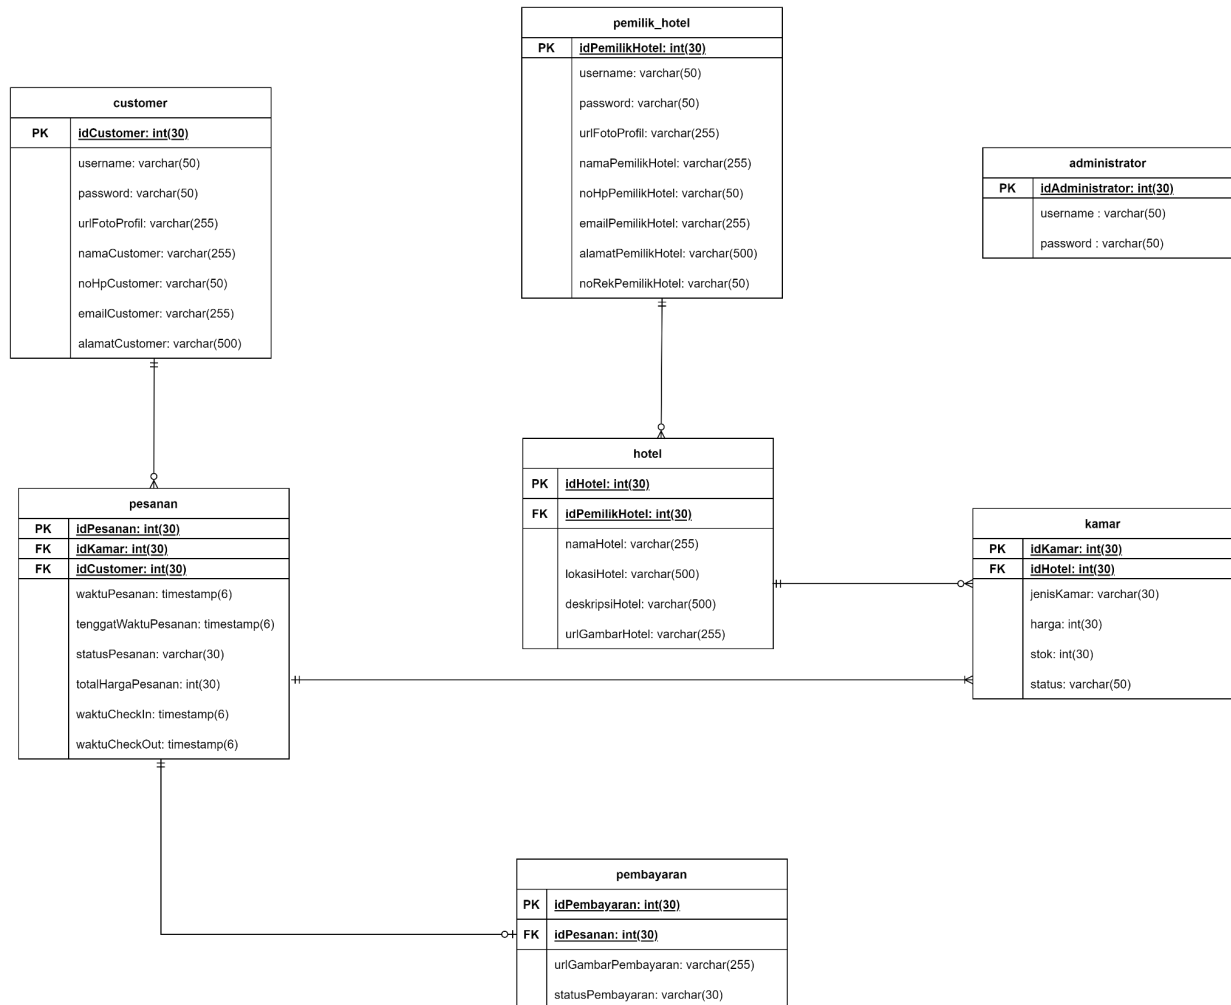 pemilik_hotel
PK idPemilikHotel: int(30)
username: varchar(50)
password: varchar(50)
urlFotoProfil: varchar(255)
namaPemilikHotel: varchar(255)
noHpPemilikHotel: varchar(50)
emailPemilikHotel: varchar(255)
alamatPemilikHotel: varchar(500)
noRekPemilikHotel: varchar(50)
customer
PK idCustomer: int(30)
username: varchar(50)
password: varchar(50)
urlFotoProfil: varchar(255)
namaCustomer: varchar(255)
noHpCustomer: varchar(50)
emailCustomer: varchar(255)
alamatCustomer: varchar(500)
administrator
PK idAdministrator: int(30)
username : varchar(50)
password : varchar(50)
hotel
PK idHotel: int(30)
FK idPemilikHotel: int(30)
namaHotel: varchar(255)
lokasiHotel: varchar(500)
deskripsiHotel: varchar(500)
urlGambarHotel: varchar(255)
pesanan
PK idPesanan: int(30)
FK idKamar: int(30)
FK idCustomer: int(30)
waktuPesanan: timestamp(6)
tenggatWaktuPesanan: timestamp(6)
statusPesanan: varchar(30)
totalHargaPesanan: int(30)
waktuCheckIn: timestamp(6)
waktuCheckOut: timestamp(6)
kamar
PK idKamar: int(30)
FK idHotel: int(30)
jenisKamar: varchar(30)
harga: int(30)
stok: int(30)
status: varchar(50)
pembayaran
PK idPembayaran: int(30)
FK idPesanan: int(30)
urlGambarPembayaran: varchar(255)
statusPembayaran: varchar(30)